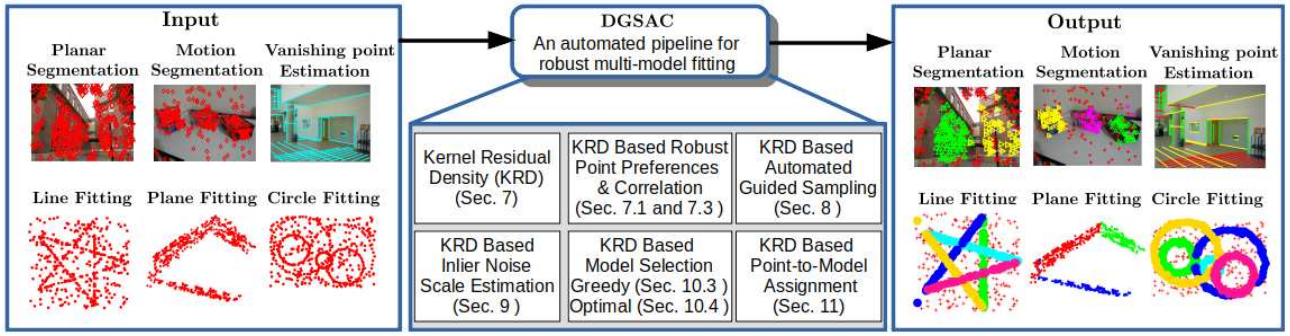 Input
Planar
Segmentation
Motion
Segmentation
Vanishing point
Estimation
Line Fitting
Plane Fitting
Circle Fitting
DGSAC
An automated pipeline for
robust multi-model fitting
Kernel Residual
Density (KRD)
(Sec. 7)
KRD Based Robust
Point Preferences
& Correlation
(Sec. 7.1 and 7.3 )
KRD Based
Automated
Guided Sampling
(Sec. 8 )
KRD Based
Inlier Noise
Scale Estimation
(Sec. 9 )
KRD Based
Model Selection
Greedy (Sec. 10.3 )
Optimal (Sec. 10.4)
KRD Based
Point-to-Model
Assignment
(Sec. 11)
Output
Planar
Segmentation
Motion
Segmentation
Vanishing point
Estimation
Line Fitting
Plane Fitting
Circle Fitting